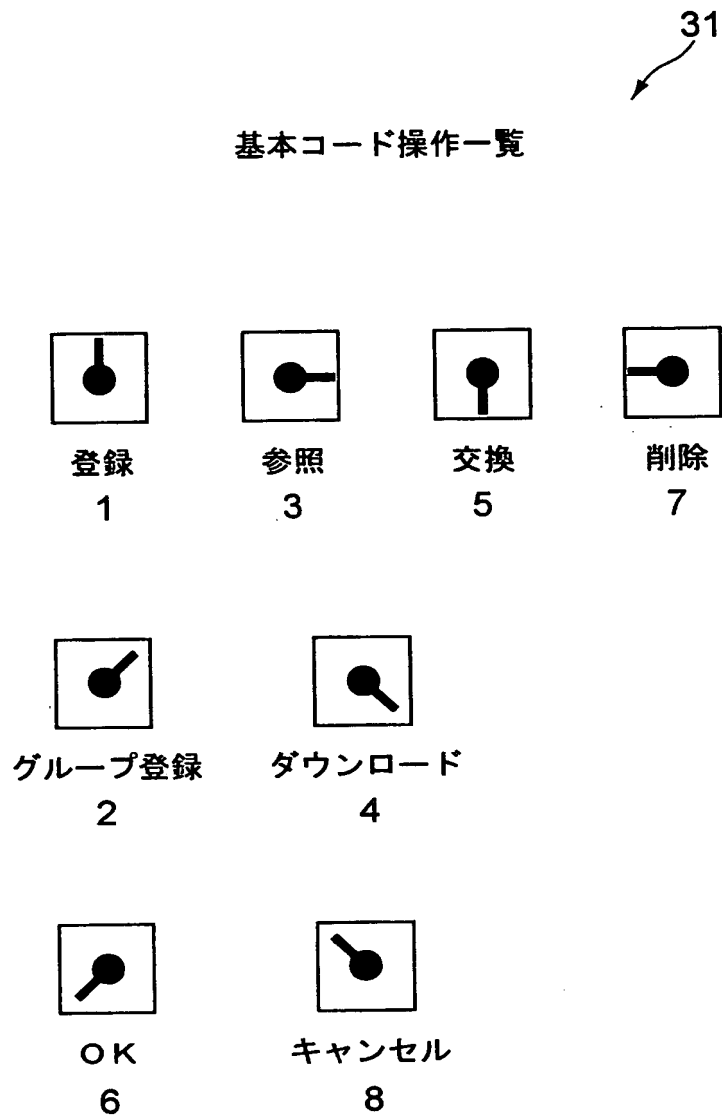 31
基本コード操作一覧
登録 参照 交換 削除
1 3 5 7
グループ登録 ダウンロード
2 4
OK キャンセル
6 8